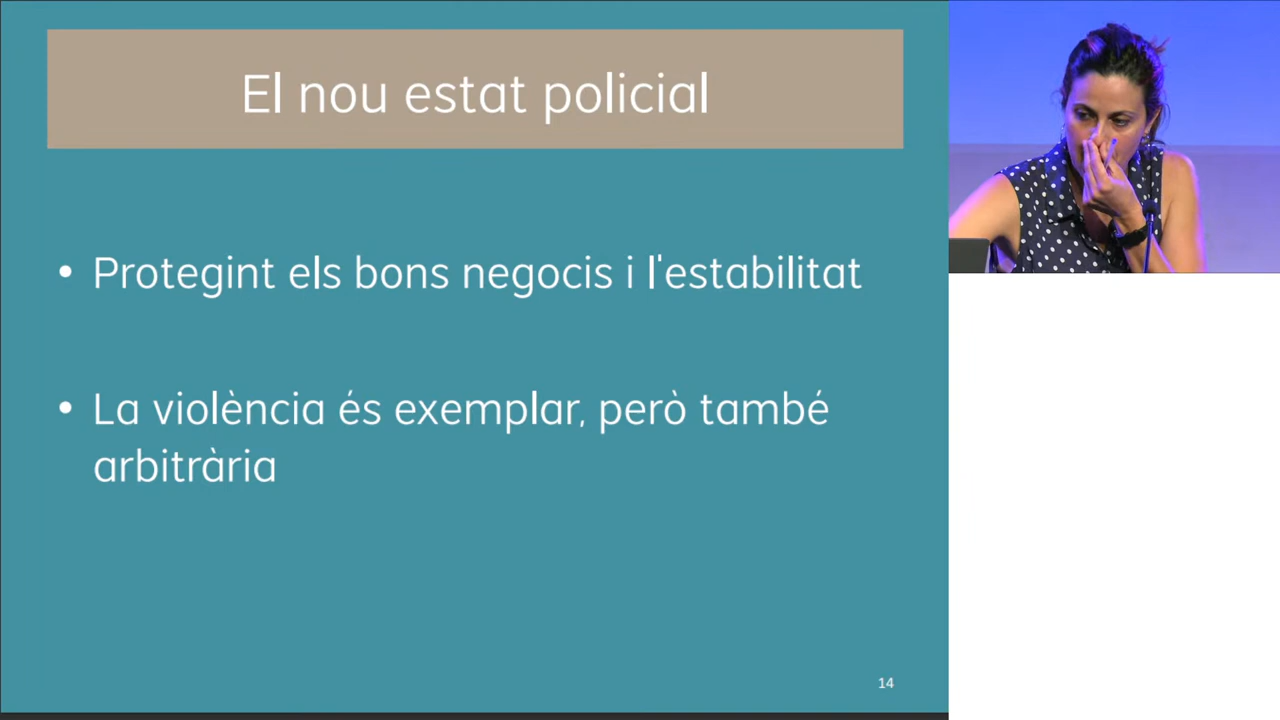 El nou estat policial
• Protegint els bons negocis i l'estabilitat
• La violència és exemplar, però també
arbitrària
14